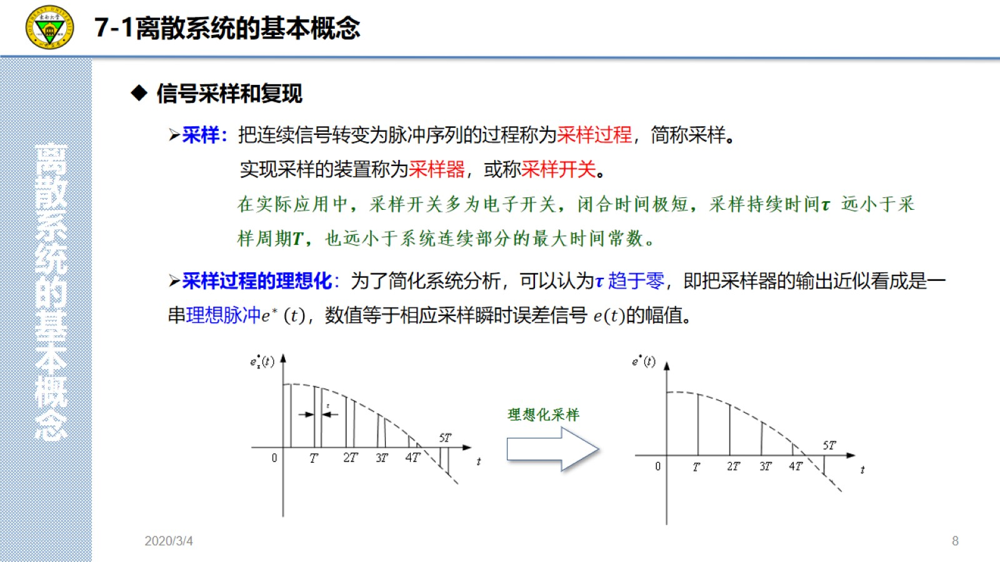 7-1离散系统的基本概念
离散系统的基本概念
◆ 信号采样和复现
➢采样：把连续信号转变为脉冲序列的过程称为采样过程，简称采样。
实现采样的装置称为采样器，或称采样开关。
在实际应用中，采样开关多为电子开关，闭合时间极短，采样持续时间τ 远小于采
样周期T，也远小于系统连续部分的最大时间常数。
➢采样过程的理想化：为了简化系统分析，可以认为τ 趋于零，即把采样器的输出近似看成是一
串理想脉冲e* (t)，数值等于相应采样瞬时误差信号 e(t)的幅值。
e*τ(t)
τ
5T
0 T 2T 3T 4T t
理想化采样
e*(t)
5T
0 T 2T 3T 4T t
2020/3/4
8